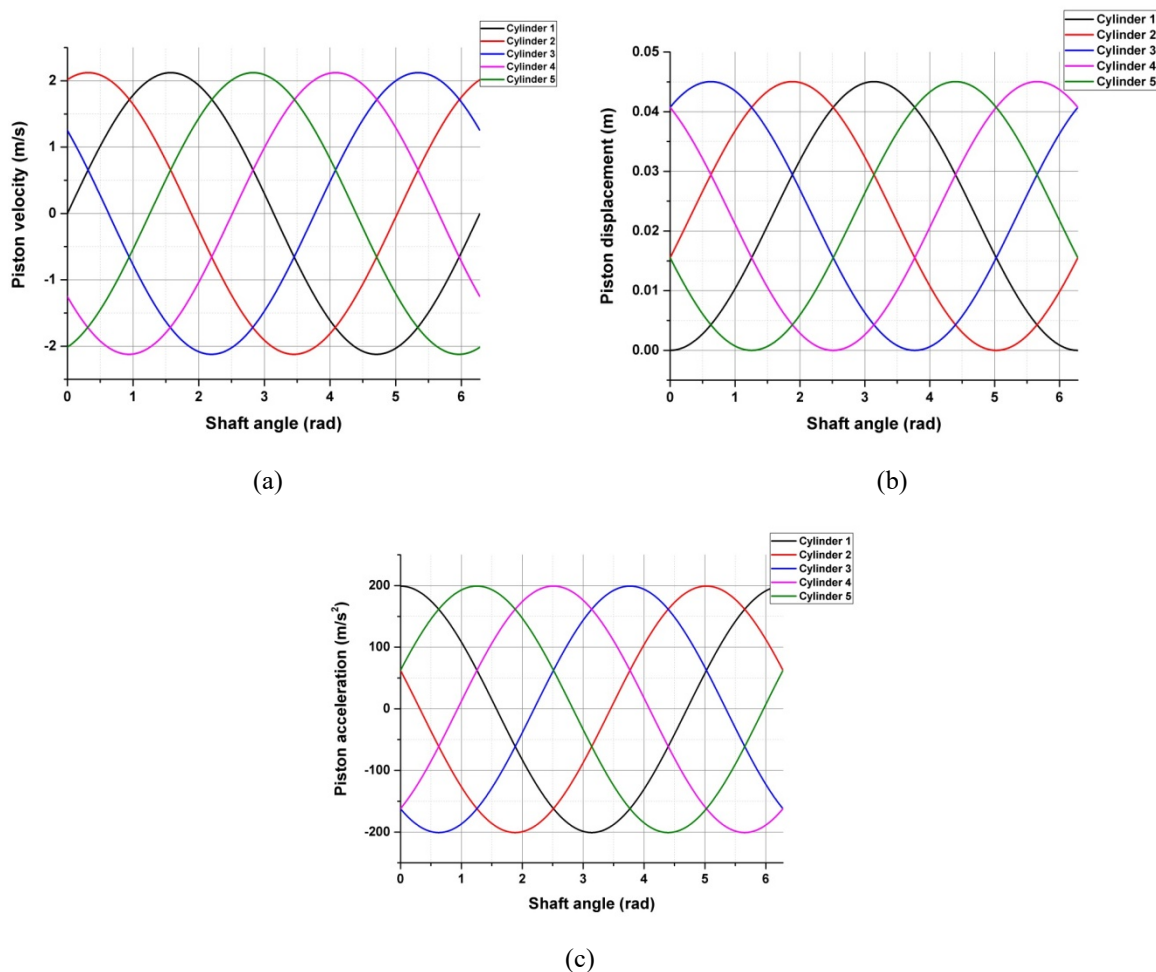 Cylinder 1
Cylinder 2
Cylinder 3
Cylinder 4
Cylinder 5
2
1
0
-1
-2
Piston velocity (m/s)
0 1 2 3 4 5 6
Shaft angle (rad)
(a)
Cylinder 1
Cylinder 2
Cylinder 3
Cylinder 4
Cylinder 5
0.05
0.04
0.03
0.02
0.01
0.00
Piston displacement (m)
0 1 2 3 4 5 6
Shaft angle (rad)
(b)
Cylinder 1
Cylinder 2
Cylinder 3
Cylinder 4
Cylinder 5
200
100
0
-100
-200
Piston acceleration (m/s²)
0 1 2 3 4 5 6
Shaft angle (rad)
(c)